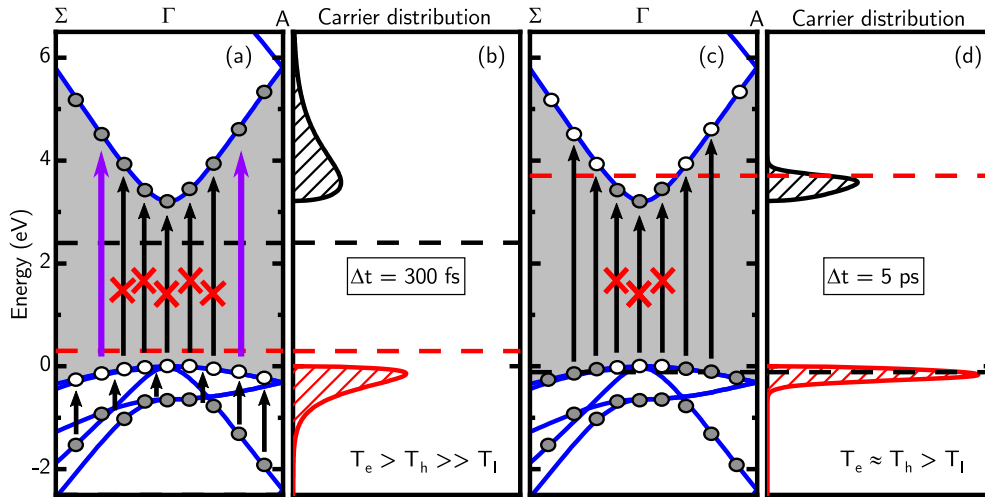 Σ Γ A Carrier distribution Σ Γ A Carrier distribution
(a) (b) (c) (d)
6
4
2
0
-2
Energy (eV)
Δt = 300 fs
Δt = 5 ps
T_e > T_h >> T_l
T_e ≈ T_h > T_l